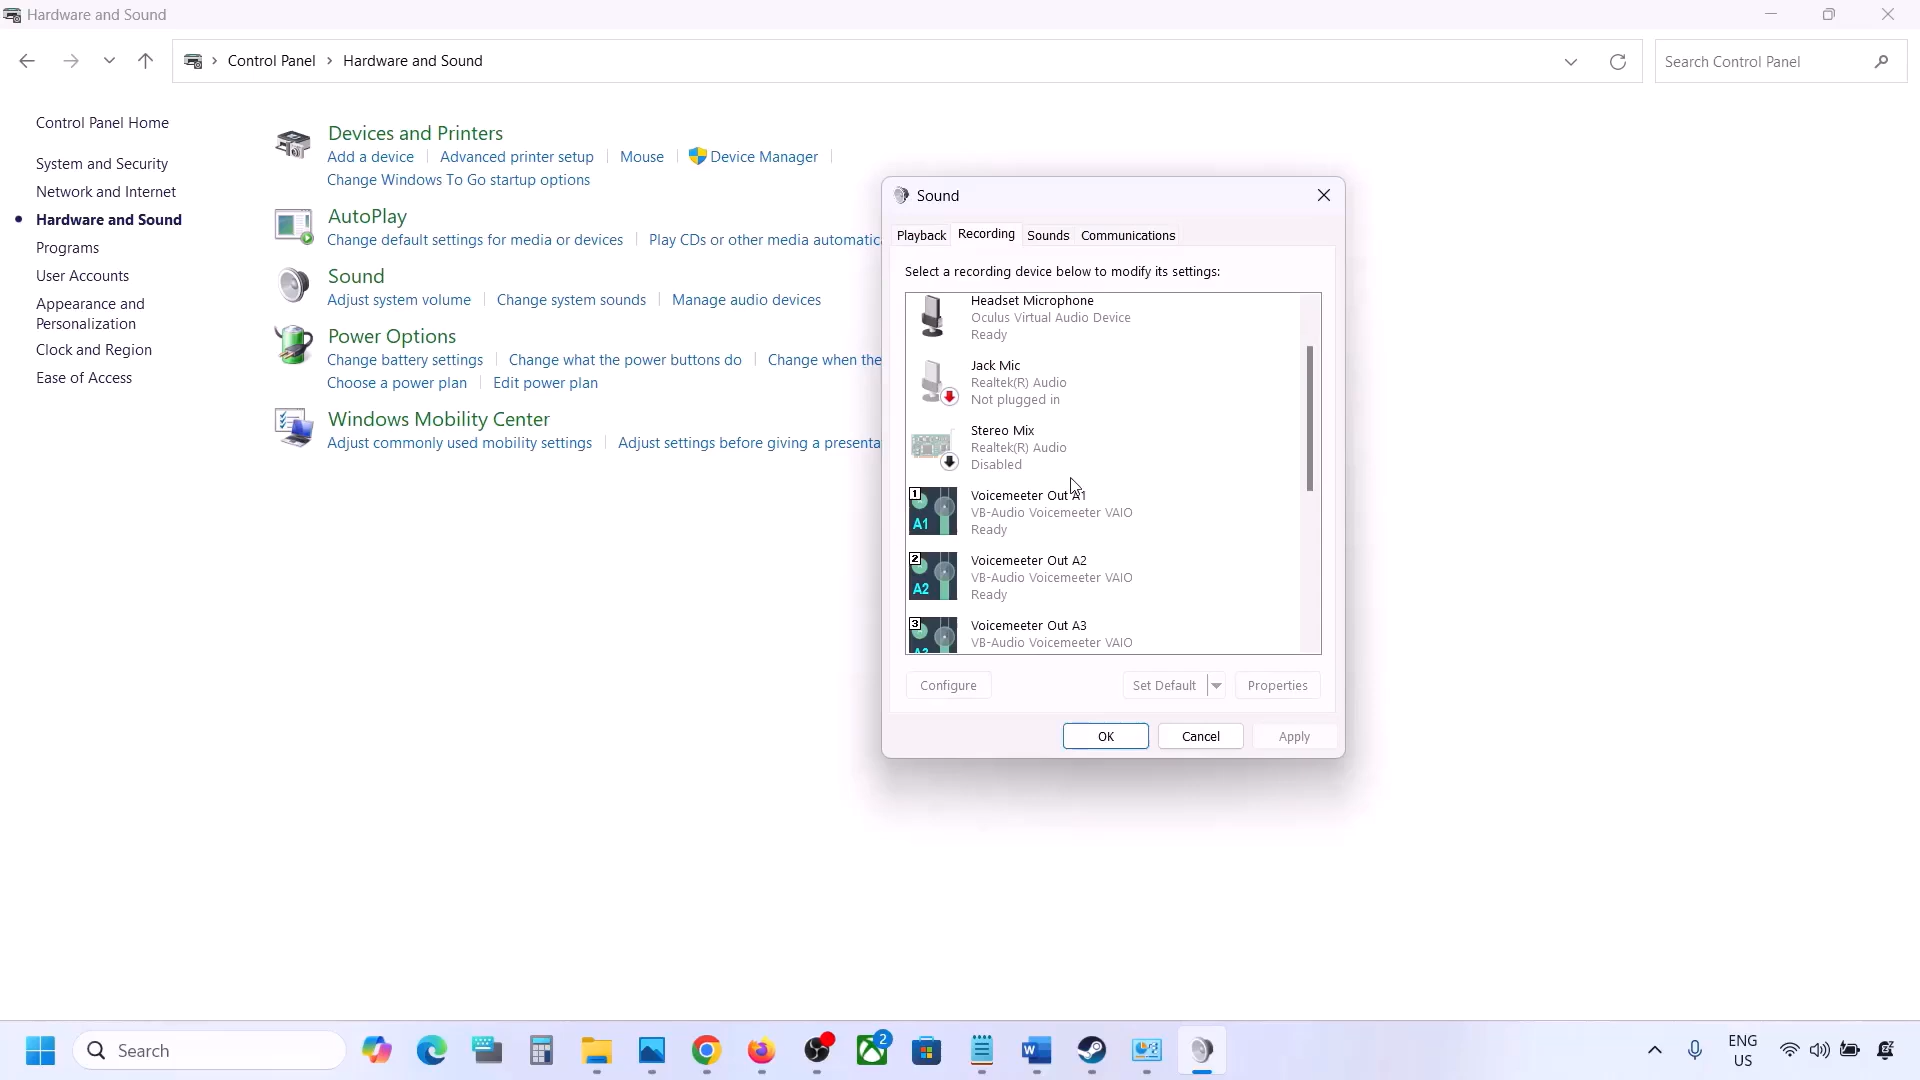 Hardware and Sound
Control Panel > Hardware and Sound
Search Control Panel
Control Panel Home
System and Security
Network and Internet
Hardware and Sound
Programs
User Accounts
Appearance and
Personalization
Clock and Region
Ease of Access
Devices and Printers
Add a device
Advanced printer setup
Mouse
Device Manager
Change Windows To Go startup options
AutoPlay
Change default settings for media or devices
Play CDs or other media automatica
Sound
Adjust system volume
Change system sounds
Manage audio devices
Power Options
Change battery settings
Change what the power buttons do
Change when the
Choose a power plan
Edit power plan
Windows Mobility Center
Adjust commonly used mobility settings
Adjust settings before giving a presenta
Sound
Playback
Recording
Sounds
Communications
Select a recording device below to modify its settings:
Headset Microphone
Oculus Virtual Audio Device
Ready
Jack Mic
Realtek(R) Audio
Not plugged in
Stereo Mix
Realtek(R) Audio
Disabled
1
A1
Voicemeeter Out A1
VB-Audio Voicemeeter VAIO
Ready
2
A2
Voicemeeter Out A2
VB-Audio Voicemeeter VAIO
Ready
3
A3
Voicemeeter Out A3
VB-Audio Voicemeeter VAIO
Configure
Set Default
Properties
OK
Cancel
Apply
Search
2
ENG
US